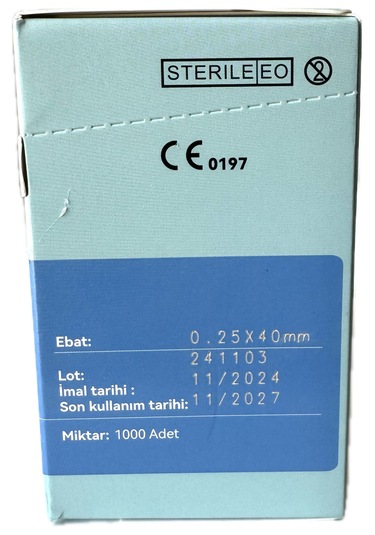 STERILE EO
CE 0197
Ebat: 0.25X40mm
Lot: 241103
İmal tarihi : 11/2024
Son kullanım tarihi: 11/2027
Miktar: 1000 Adet